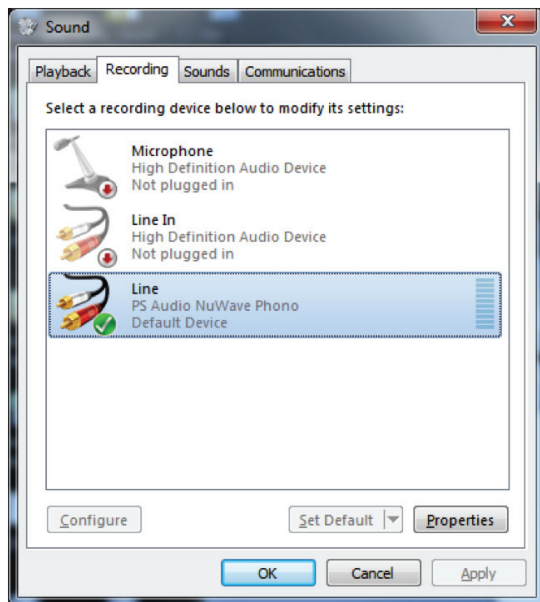 Sound
Playback Recording Sounds Communications
Select a recording device below to modify its settings:
Microphone
High Definition Audio Device
Not plugged in
Line In
High Definition Audio Device
Not plugged in
Line
PS Audio NuWave Phono
Default Device
Configure Set Default Properties
OK Cancel Apply